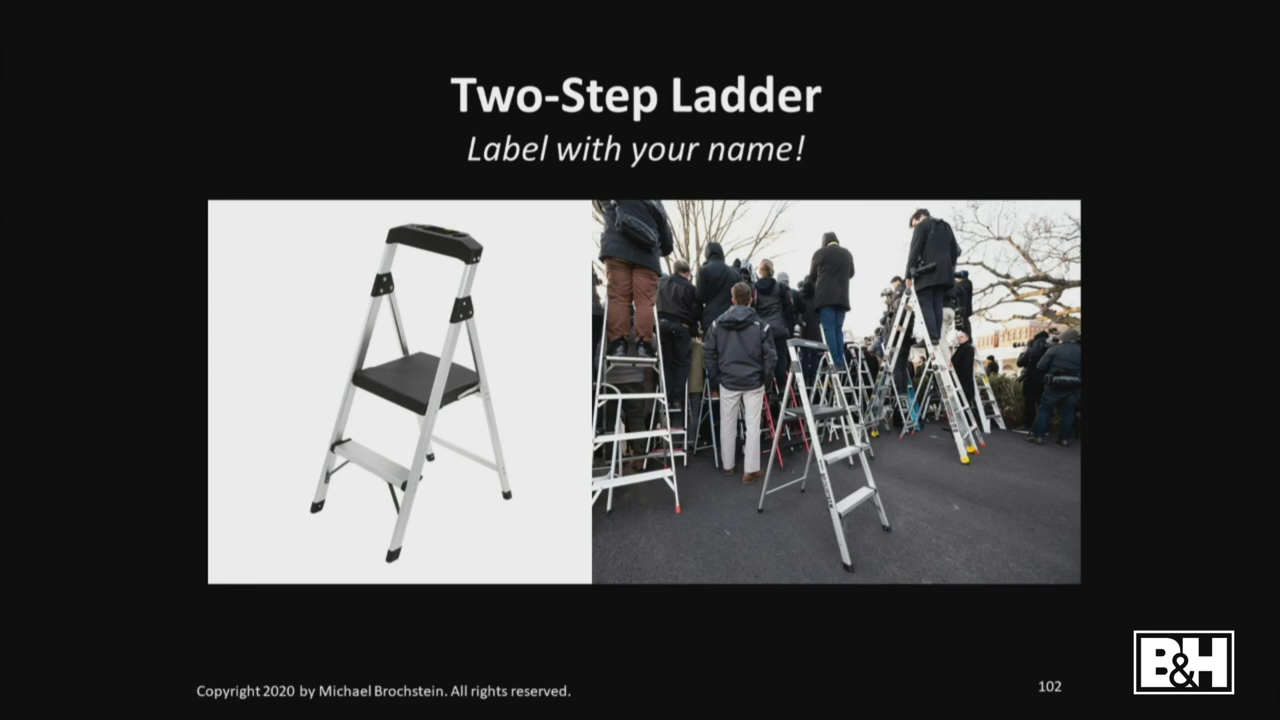 Two-Step Ladder
Label with your name!
Copyright 2020 by Michael Brochstein. All rights reserved.
102
B&H